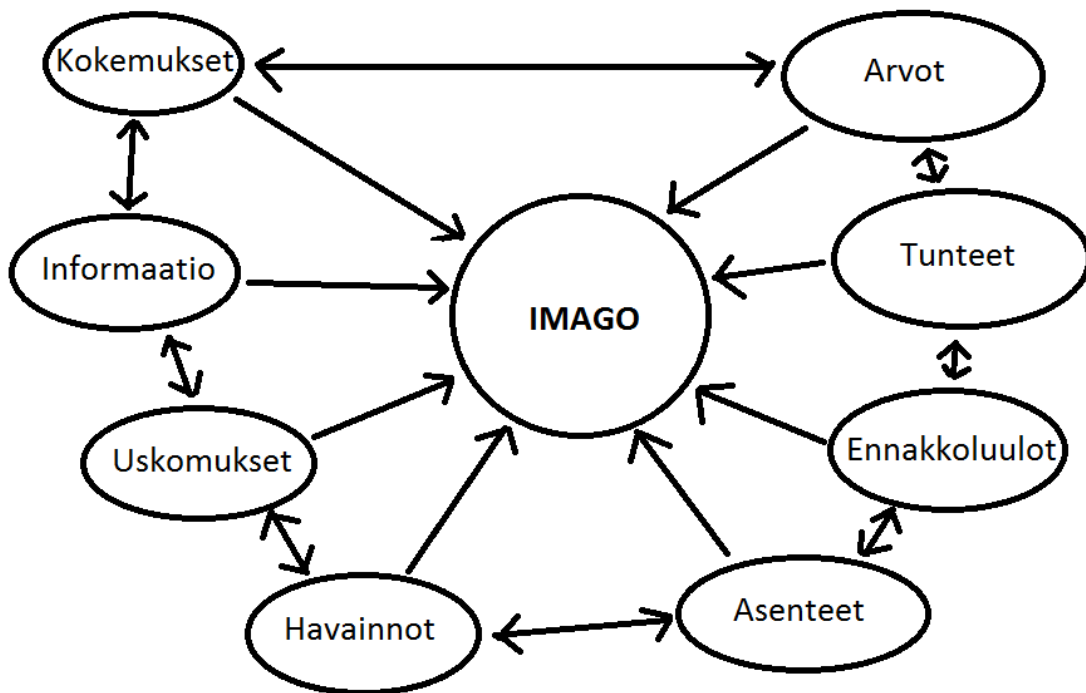 Kokemukset
Arvot
Informaatio
Tunteet
IMAGO
Uskomukset
Ennakkoluulot
Havainnot
Asenteet